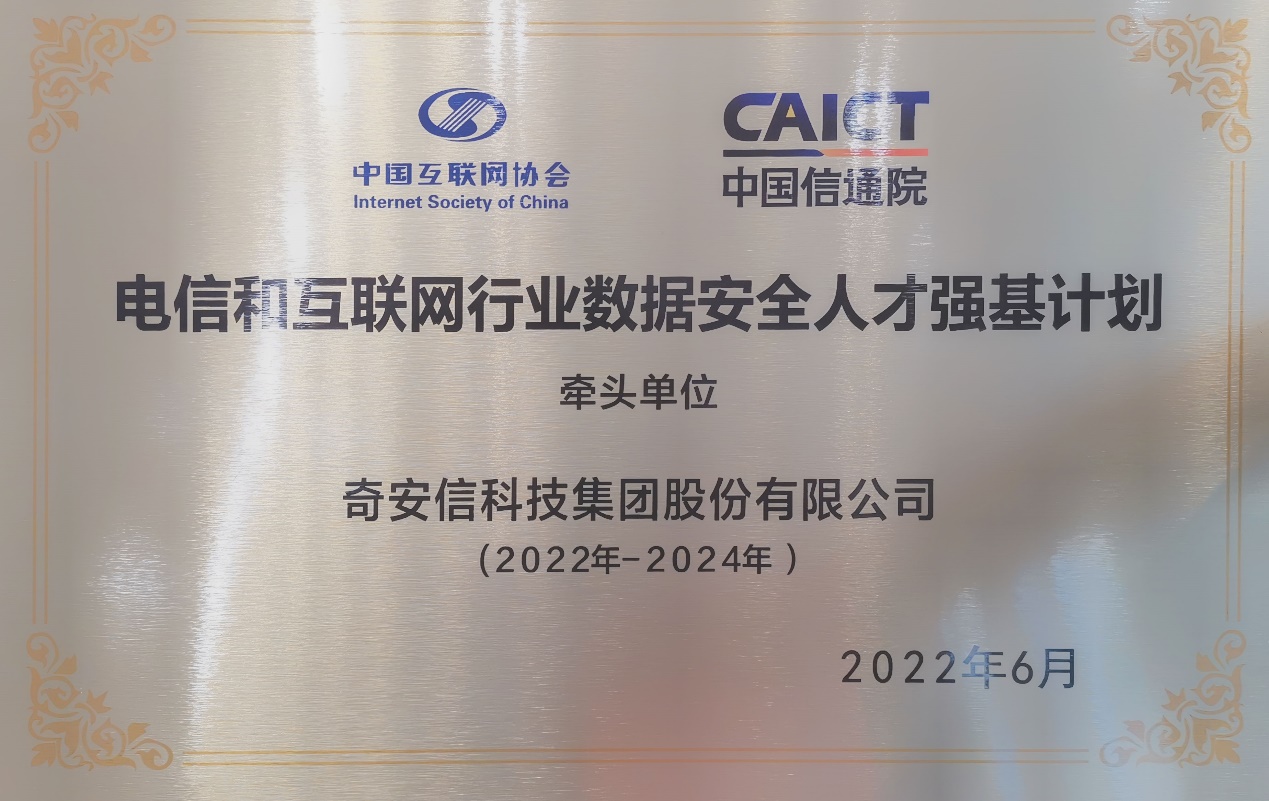 中国互联网协会
Internet Society of China
CAICT
中国信通院
电信和互联网行业数据安全人才强基计划
牵头单位
奇安信科技集团股份有限公司
(2022年-2024年)
2022年6月